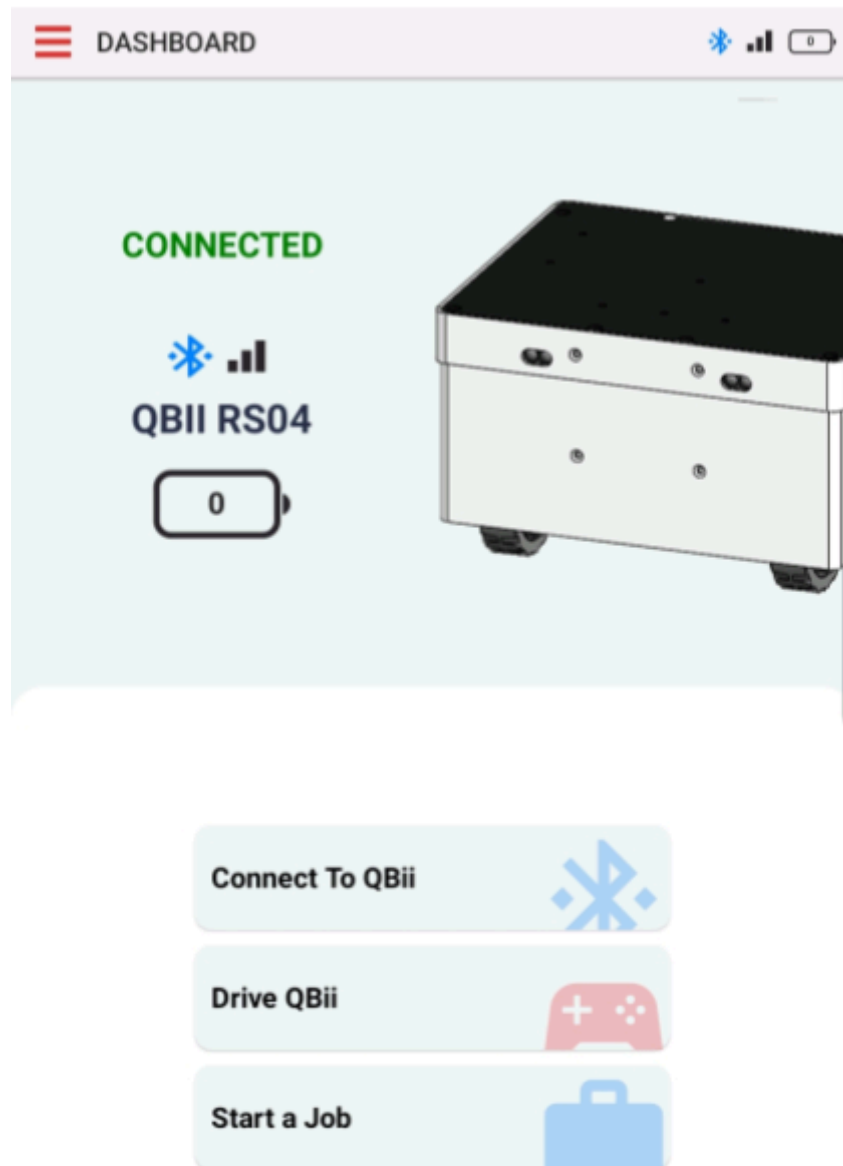 DASHBOARD
0
CONNECTED
QBII RS04
0
Connect To QBii
Drive QBii
Start a Job